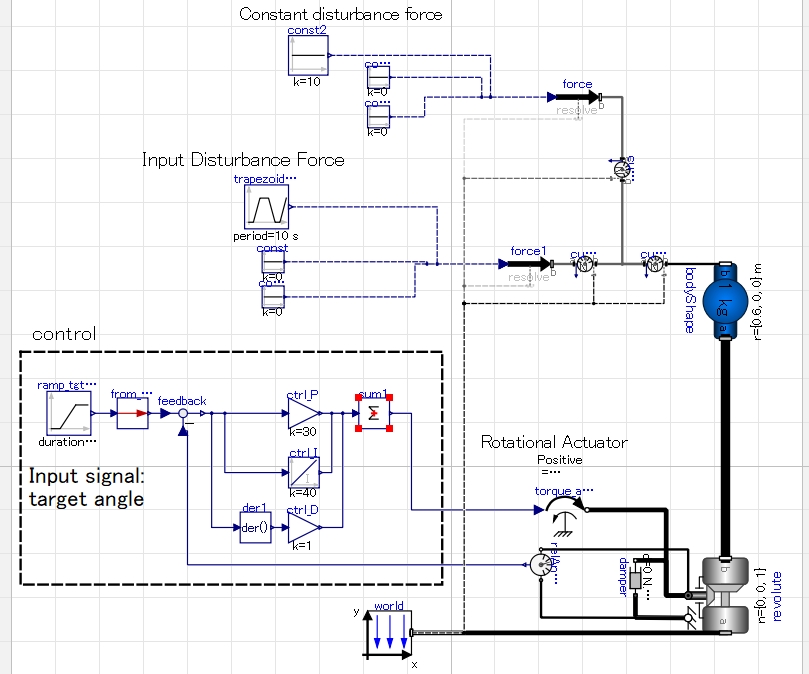 Constant disturbance force
const2
k=10
co...
k=0
co...
k=0
force
resolve
b
Input Disturbance Force
trapezoid...
period=10 s
const
k=0
co...
k=0
force1
resolve
b
cu...
cu...
bodyShape
b
1 kg
a
r={0.6, 0, 0} m
control
ramp_tgt...
duration...
from_...
feedback
ctrl_P
k=30
sum1
Σ
ctrl_I
k=40
I
ctrl_D
k=1
der1
der()
Input signal:
target angle
Rotational Actuator
Positive
=...
torque_a...
relAn...
damper
d=0 N...
b
a
n={0, 0, 1}
revolute
world
y
x